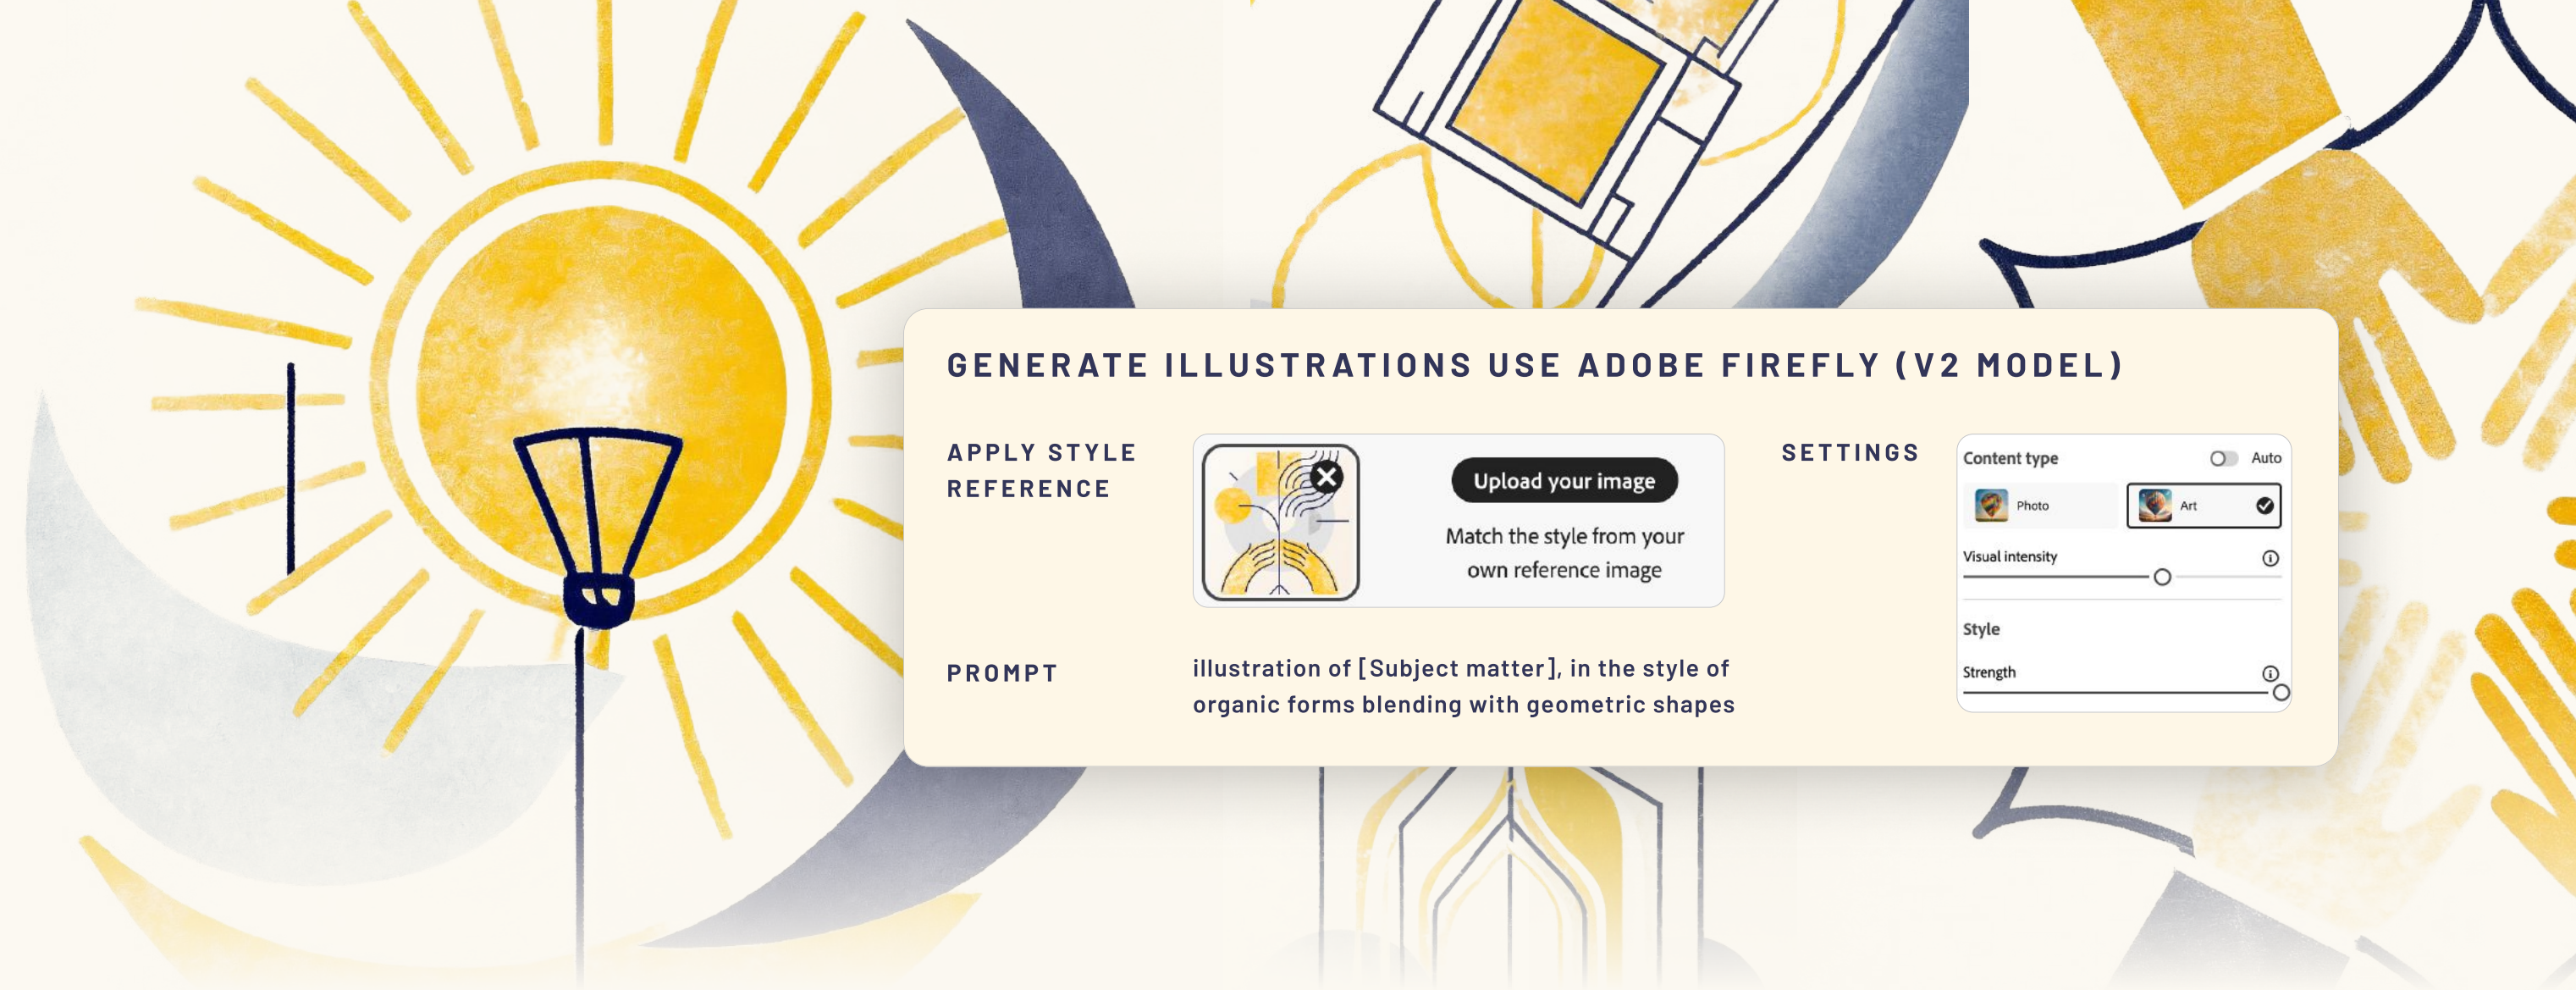 GENERATE ILLUSTRATIONS USE ADOBE FIREFLY (V2 MODEL)
APPLY STYLE
REFERENCE
Upload your image
Match the style from your
own reference image
PROMPT
illustration of [Subject matter], in the style of
organic forms blending with geometric shapes
SETTINGS
Content type
Auto
Photo
Art
Visual intensity
Style
Strength